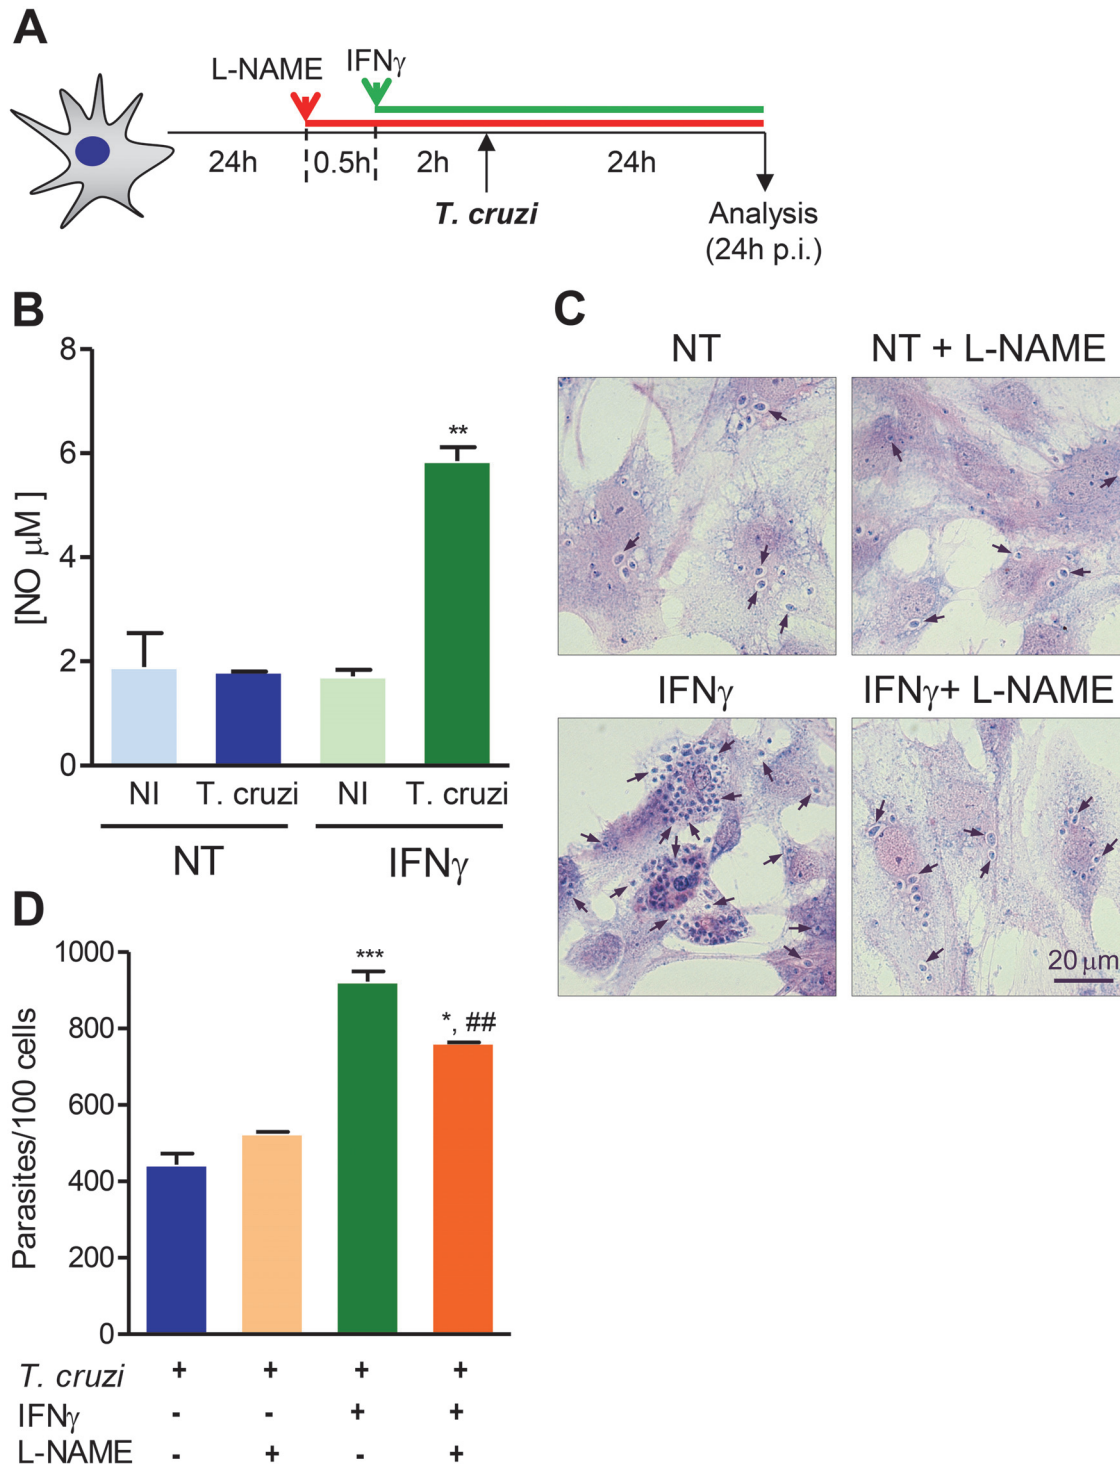 A
L-NAME
IFNγ
24h
0.5h
2h
24h
T. cruzi
Analysis
(24h p.i.)
B
8
6
4
2
0
[NO μM ]
**
NI
T. cruzi
NI
T. cruzi
NT
IFNγ
C
NT
NT + L-NAME
IFNγ
IFNγ+ L-NAME
20 μm
D
1000
800
600
400
200
0
Parasites/100 cells
***
*, ##
T. cruzi + + + +
IFNγ - - + +
L-NAME - + - +